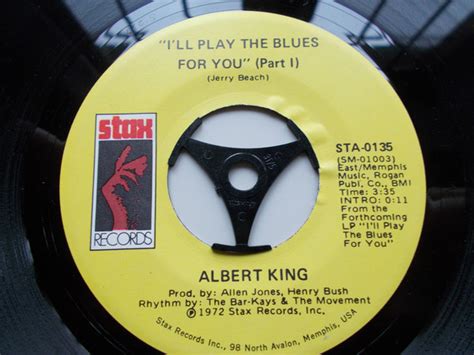 "I'LL PLAY THE BLUES
FOR YOU" (Part I)
(Jerry Beach)
stax
RECORDS
STA-0135
(SM-01003)
East/Memphis
Music, Rogan
Publ. Co., BMI
Time: 3:35
INTRO: 0:11
From the
Forthcoming
LP "I'll Play
The Blues
For You"
ALBERT KING
Prod. by: Allen Jones, Henry Bush
Rhythm by: The Bar-Kays & The Movement
Ⓟ1972 Stax Records, Inc.
Stax Records, Inc., 98 North Avalon, Memphis, USA